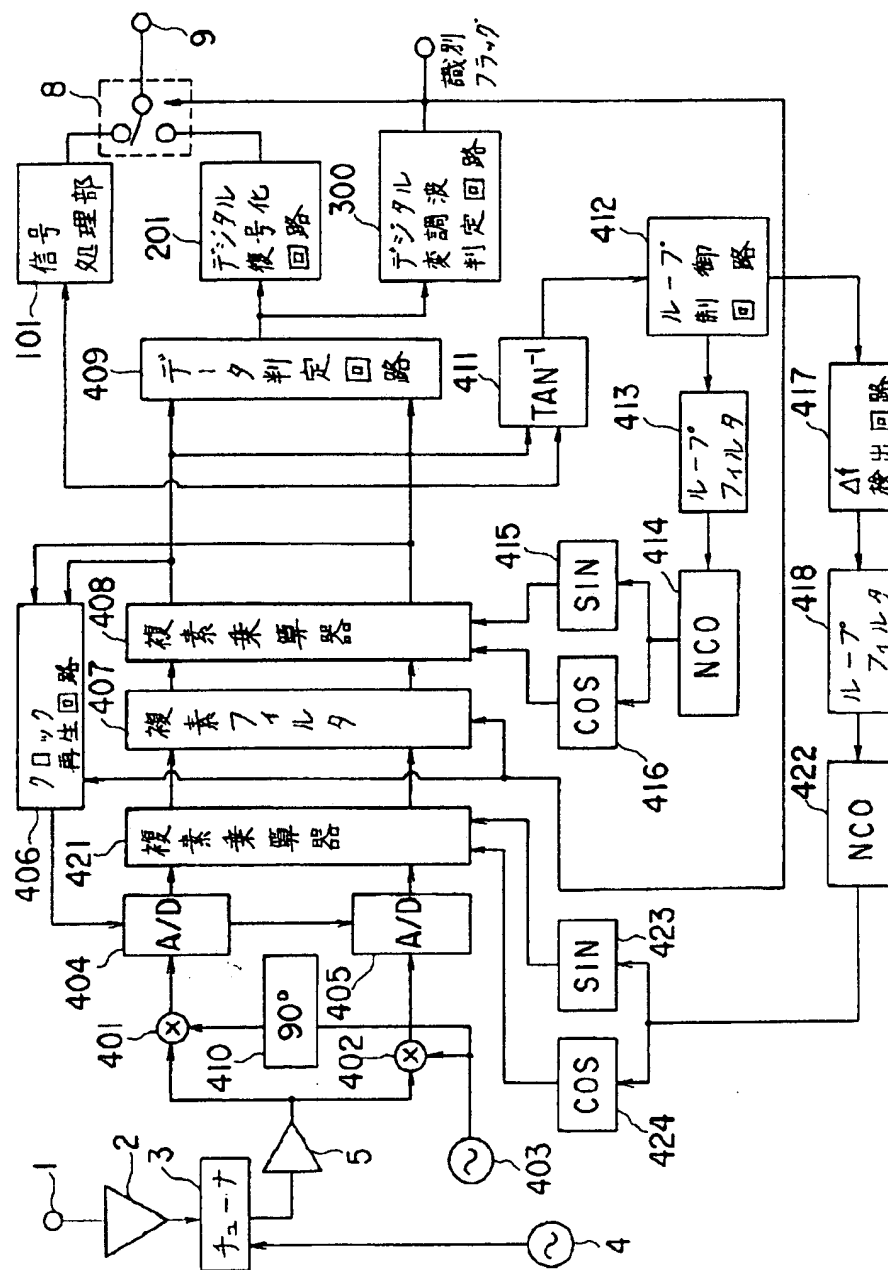 1
2
3
チューナ
4
5
401
402
403
410
90°
404
A/D
405
A/D
406
クロック
再生回路
421
複素乗算器
407
複素フィルタ
408
複素乗算器
409
データ判定回路
101
信号
処理部
201
デジタル
復号化
回路
300
デジタル
変調波
判定回路
8
9
識別
フラッグ
411
TAN⁻¹
412
ループ
制御
回路
413
ループ
フィルタ
414
NCO
415
SIN
416
COS
417
Δf
検出回路
418
ループ
フィルタ
422
NCO
423
SIN
424
COS